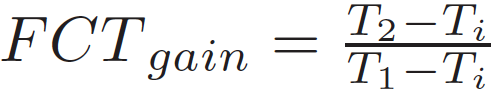 $FCT_{gain} = \frac{T_2 - T_i}{T_1 - T_i}$